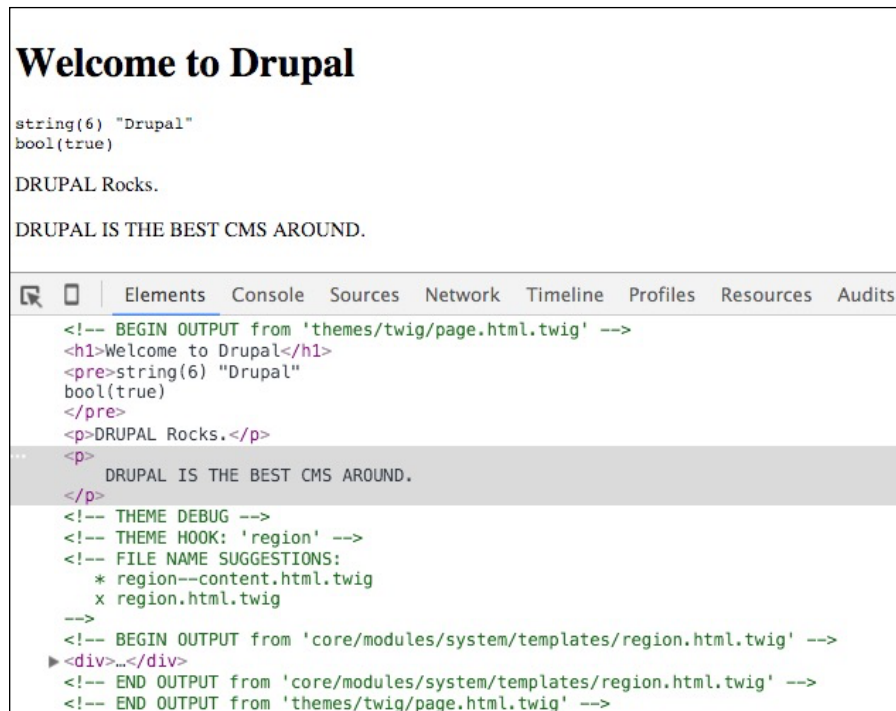 Welcome to Drupal
string(6) "Drupal"
bool(true)
DRUPAL Rocks.
DRUPAL IS THE BEST CMS AROUND.
Elements Console Sources Network Timeline Profiles Resources Audits
<!-- BEGIN OUTPUT from 'themes/twig/page.html.twig' -->
<h1>Welcome to Drupal</h1>
<pre>string(6) "Drupal"
bool(true)
</pre>
<p>DRUPAL Rocks.</p>
<p>
DRUPAL IS THE BEST CMS AROUND.
</p>
<!-- THEME DEBUG -->
<!-- THEME HOOK: 'region' -->
<!-- FILE NAME SUGGESTIONS:
* region--content.html.twig
x region.html.twig
-->
<!-- BEGIN OUTPUT from 'core/modules/system/templates/region.html.twig' -->
<div>…</div>
<!-- END OUTPUT from 'core/modules/system/templates/region.html.twig' -->
<!-- END OUTPUT from 'themes/twig/page.html.twig' -->